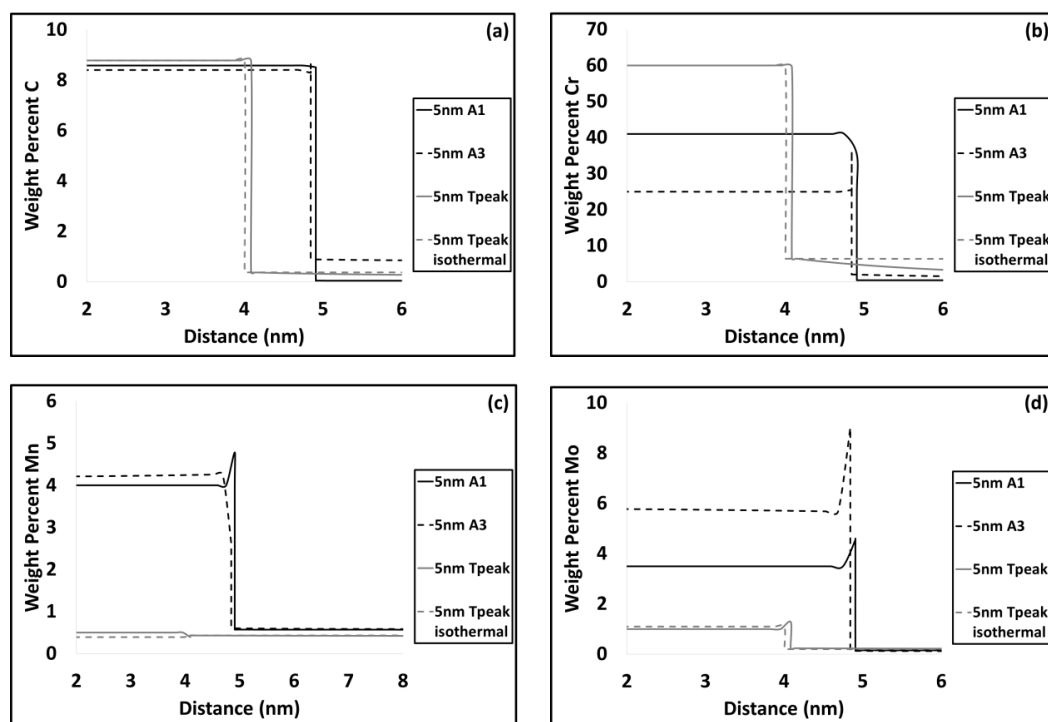 (a)
Weight Percent C
10
8
6
4
2
0
2 3 4 5 6
Distance (nm)
5nm A1
5nm A3
5nm Tpeak
5nm Tpeak
isothermal
(b)
Weight Percent Cr
70
60
50
40
30
20
10
0
2 3 4 5 6
Distance (nm)
5nm A1
5nm A3
5nm Tpeak
5nm Tpeak
isothermal
(c)
Weight Percent Mn
6
5
4
3
2
1
0
2 3 4 5 6 7 8
Distance (nm)
5nm A1
5nm A3
5nm Tpeak
5nm Tpeak
isothermal
(d)
Weight Percent Mo
10
8
6
4
2
0
2 3 4 5 6
Distance (nm)
5nm A1
5nm A3
5nm Tpeak
5nm Tpeak
isothermal